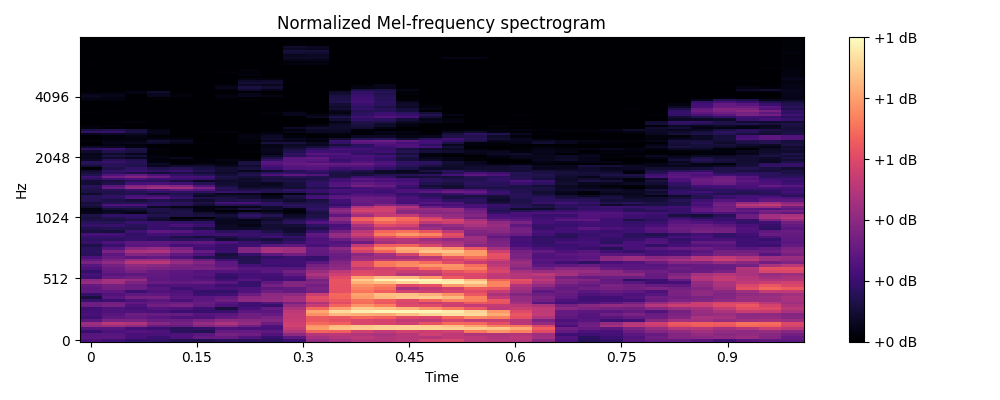 Normalized Mel-frequency spectrogram
Hz
4096
2048
1024
512
0
0 0.15 0.3 0.45 0.6 0.75 0.9
Time
+1 dB
+1 dB
+1 dB
+0 dB
+0 dB
+0 dB